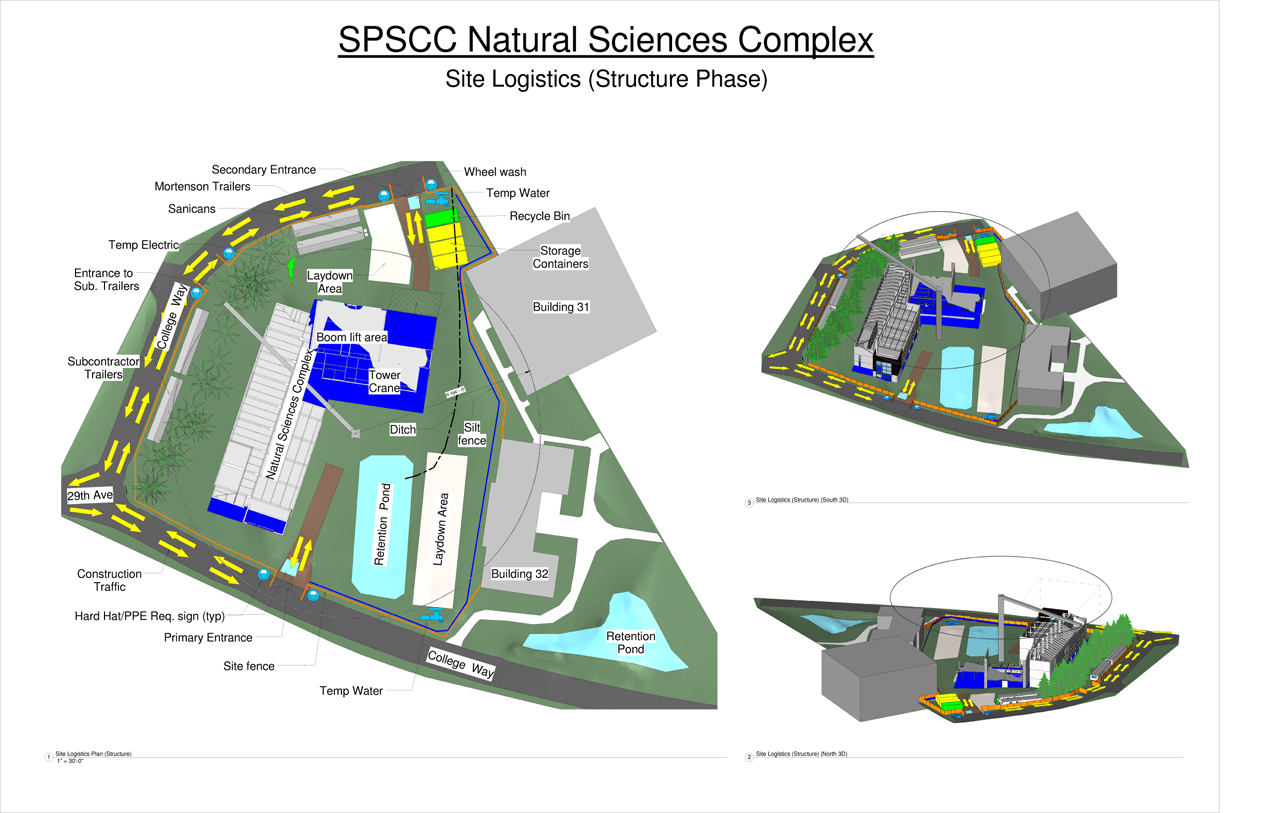 SPSCC Natural Sciences Complex
Site Logistics (Structure Phase)
Secondary Entrance
Wheel wash
Mortenson Trailers
Temp Water
Sanicans
Recycle Bin
Temp Electric
Storage
Containers
Entrance to
Sub. Trailers
Laydown
Area
College Way
Building 31
Boom lift area
Subcontractor
Trailers
Tower
Crane
Natural Sciences Complex
Ditch
Silt
fence
29th Ave
Retention Pond
Laydown Area
Construction
Traffic
Building 32
Hard Hat/PPE Req. sign (typ)
Primary Entrance
Retention
Pond
Site fence
College Way
Temp Water
1
Site Logistics Plan (Structure)
1" = 30'-0"
3
Site Logistics (Structure) (South 3D)
2
Site Logistics (Structure) (North 3D)